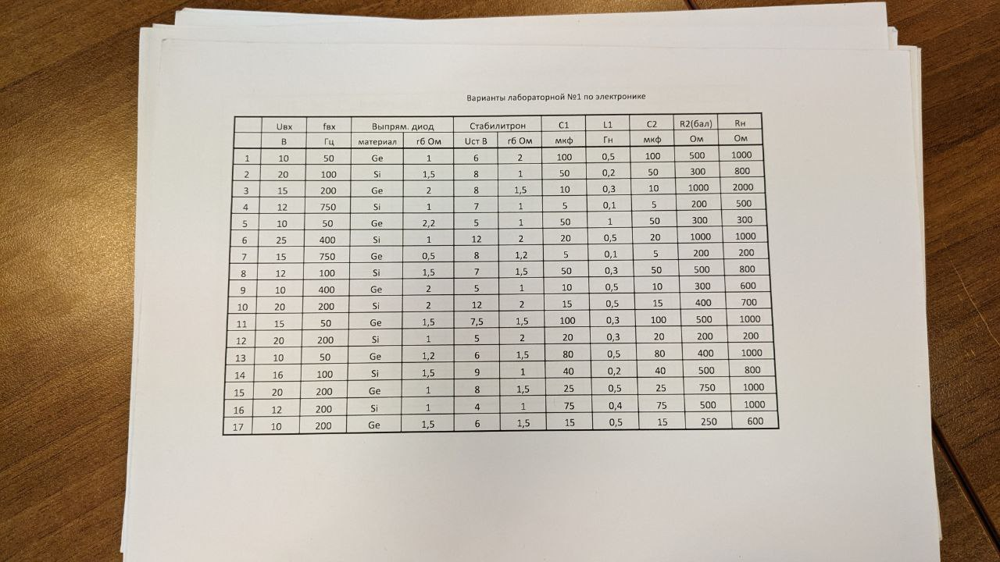 Варианты лабораторной №1 по электронике
Uвх fвх Выпрям. диод Стабилитрон C1 L1 C2 R2(бал) Rн
В Гц материал rб Ом Uст В rб Ом мкф Гн мкф Ом Ом
1 10 50 Ge 1 6 2 100 0,5 100 500 1000
2 20 100 Si 1,5 8 1 50 0,2 50 300 800
3 15 200 Ge 2 8 1,5 10 0,3 10 1000 2000
4 12 750 Si 1 7 1 5 0,1 5 200 500
5 10 50 Ge 2,2 5 1 50 1 50 300 300
6 25 400 Si 1 12 2 20 0,5 20 1000 1000
7 15 750 Ge 0,5 8 1,2 5 0,1 5 200 200
8 12 100 Si 1,5 7 1,5 50 0,3 50 500 800
9 10 400 Ge 2 5 1 10 0,5 10 300 600
10 20 200 Si 2 12 2 15 0,5 15 400 700
11 15 50 Ge 1,5 7,5 1,5 100 0,3 100 500 1000
12 20 200 Si 1 5 2 20 0,3 20 200 200
13 10 50 Ge 1,2 6 1,5 80 0,5 80 400 1000
14 16 100 Si 1,5 9 1 40 0,2 40 500 800
15 20 200 Ge 1 8 1,5 25 0,5 25 750 1000
16 12 200 Si 1 4 1 75 0,4 75 500 1000
17 10 200 Ge 1,5 6 1,5 15 0,5 15 250 600